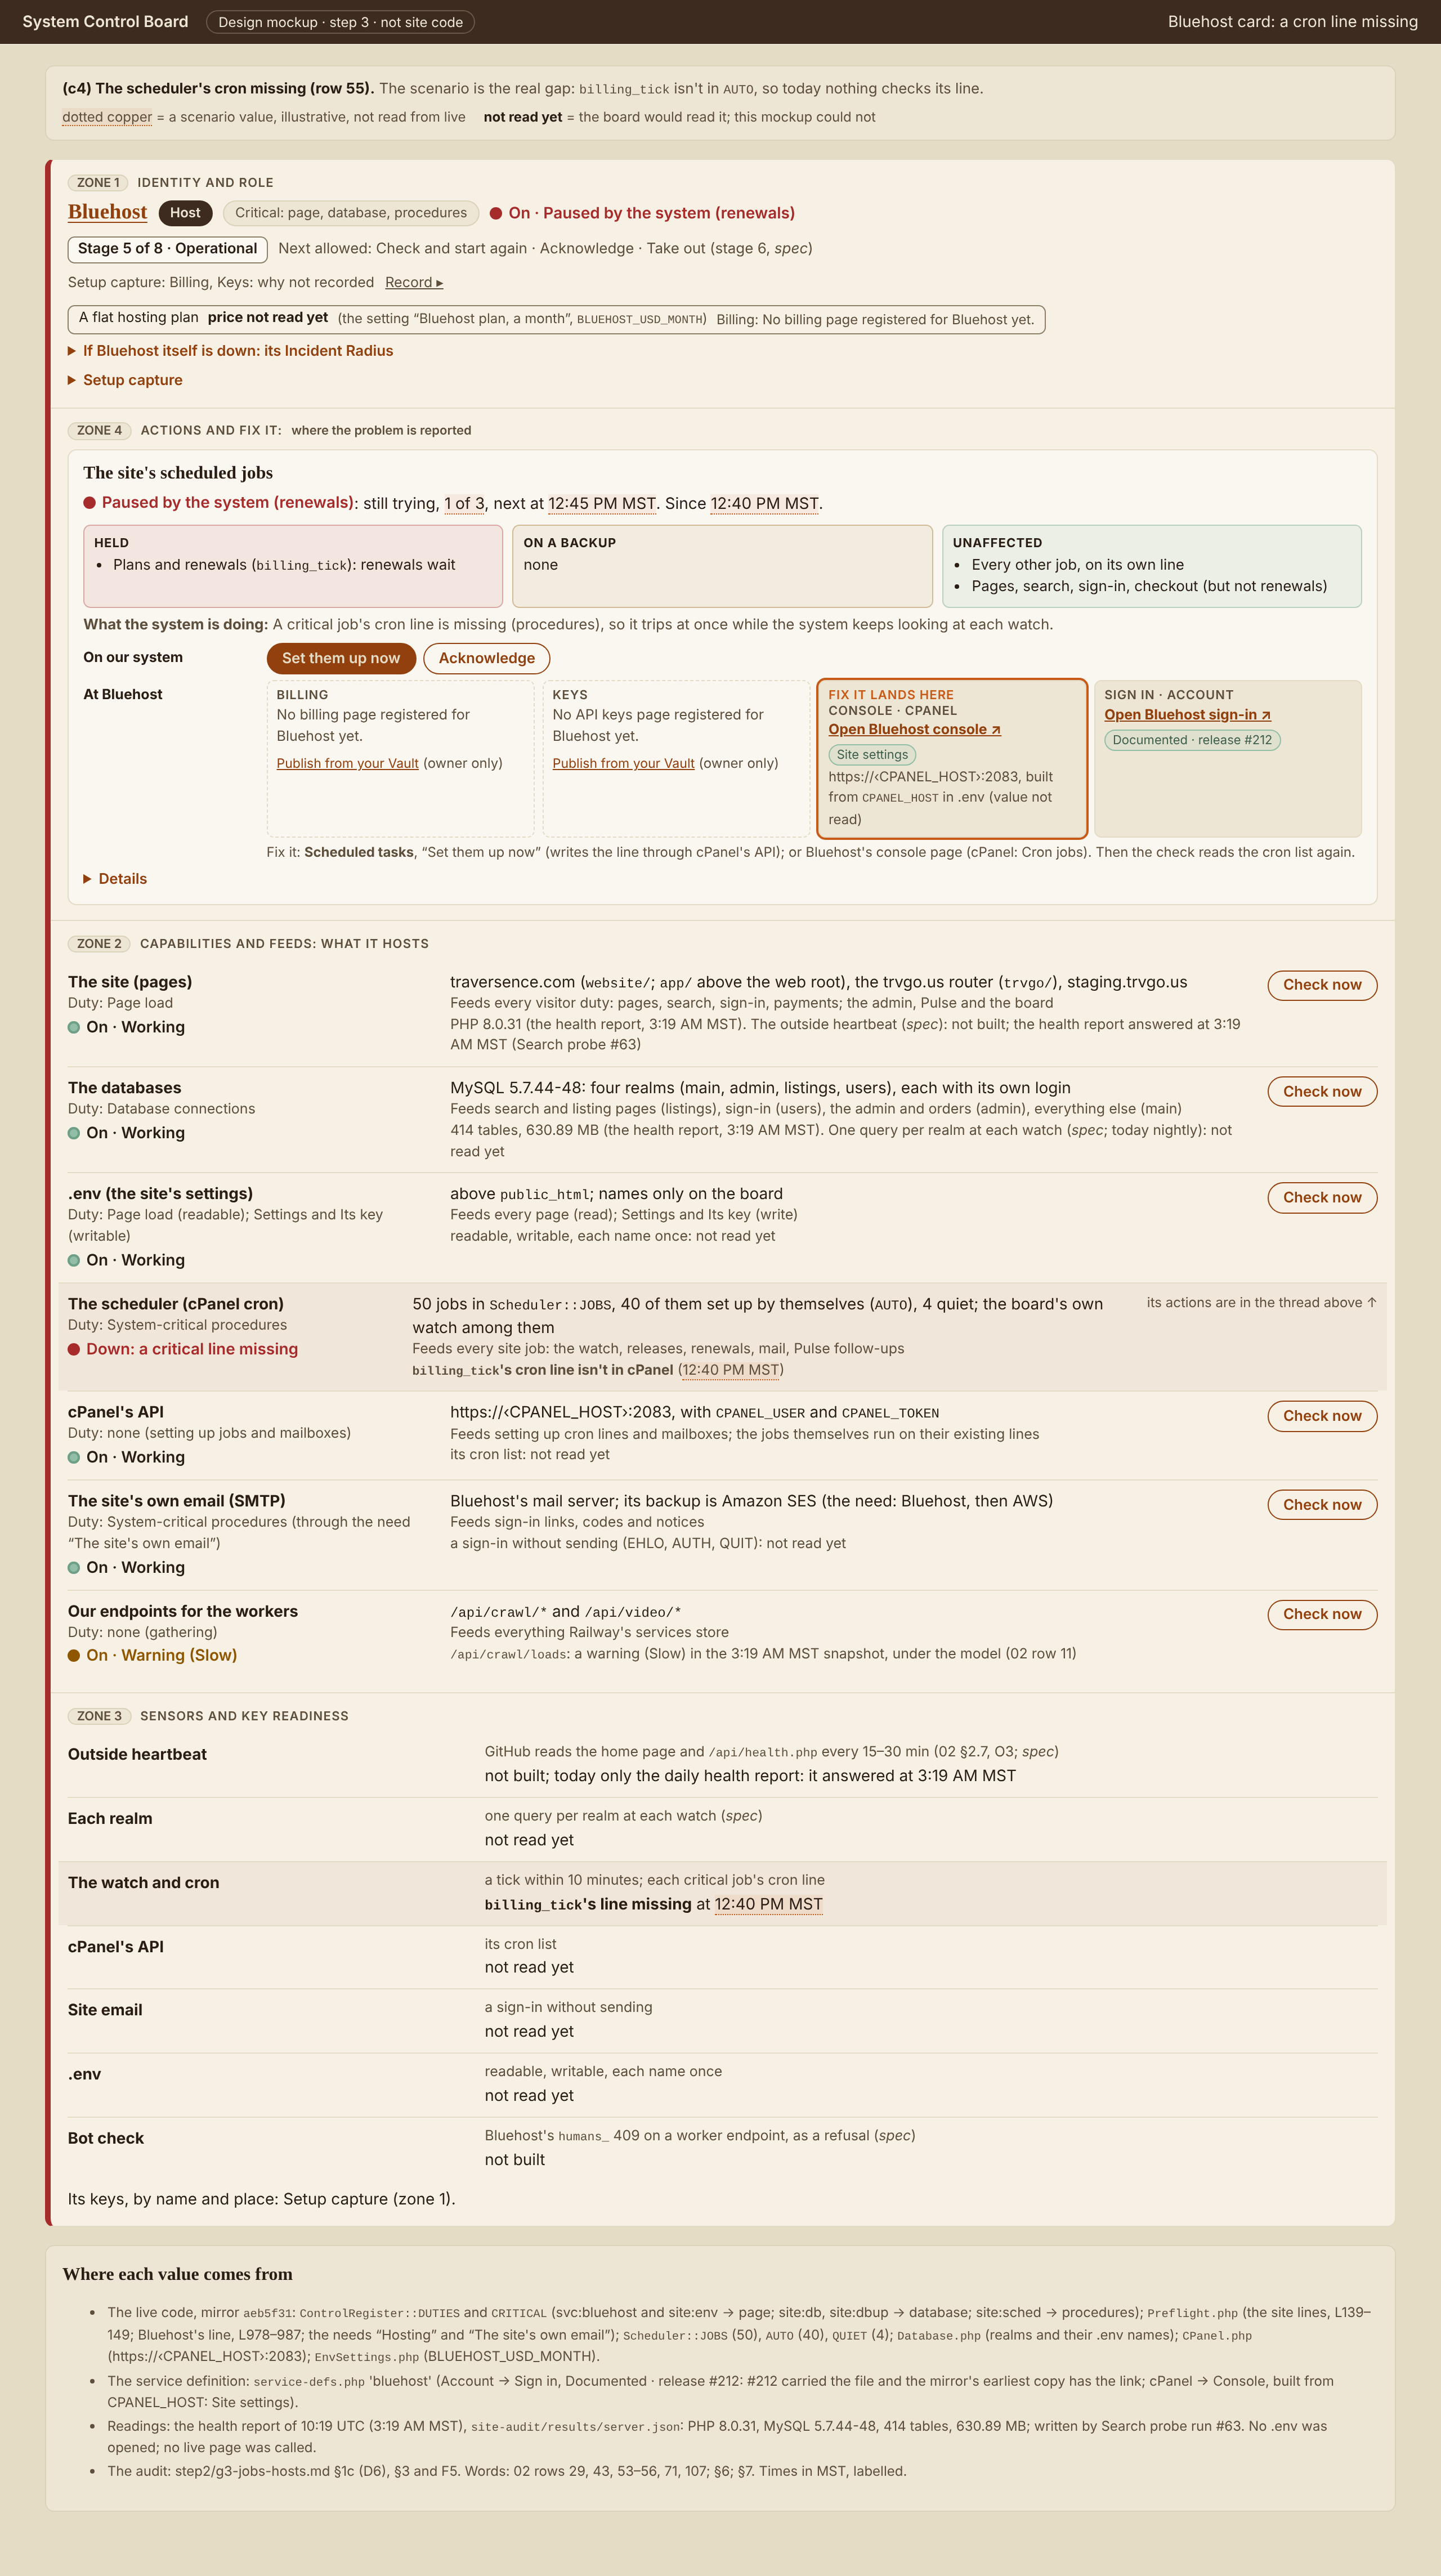 System Control Board
Design mockup · step 3 · not site code
Bluehost card: a cron line missing
(c4) The scheduler's cron missing (row 55). The scenario is the real gap: billing_tick isn't in AUTO, so today nothing checks its line.
dotted copper = a scenario value, illustrative, not read from live not read yet = the board would read it; this mockup could not
ZONE 1 IDENTITY AND ROLE
Bluehost Host Critical: page, database, procedures On · Paused by the system (renewals)
Stage 5 of 8 · Operational Next allowed: Check and start again · Acknowledge · Take out (stage 6, spec)
Setup capture: Billing, Keys: why not recorded Record ▸
A flat hosting plan price not read yet (the setting “Bluehost plan, a month”, BLUEHOST_USD_MONTH) Billing: No billing page registered for Bluehost yet.
▶ If Bluehost itself is down: its Incident Radius
▶ Setup capture
ZONE 4 ACTIONS AND FIX IT: where the problem is reported
The site's scheduled jobs
Paused by the system (renewals): still trying, 1 of 3, next at 12:45 PM MST. Since 12:40 PM MST.
HELD
• Plans and renewals (billing_tick): renewals wait
ON A BACKUP
none
UNAFFECTED
• Every other job, on its own line
• Pages, search, sign-in, checkout (but not renewals)
What the system is doing: A critical job's cron line is missing (procedures), so it trips at once while the system keeps looking at each watch.
On our system
Set them up now
Acknowledge
At Bluehost
BILLING
No billing page registered for
Bluehost yet.
Publish from your Vault (owner only)
KEYS
No API keys page registered for
Bluehost yet.
Publish from your Vault (owner only)
FIX IT LANDS HERE
CONSOLE · CPANEL
Open Bluehost console ↗
Site settings
https://‹CPANEL_HOST›:2083, built
from CPANEL_HOST in .env (value not
read)
SIGN IN · ACCOUNT
Open Bluehost sign-in ↗
Documented · release #212
Fix it: Scheduled tasks, “Set them up now” (writes the line through cPanel's API); or Bluehost's console page (cPanel: Cron jobs). Then the check reads the cron list again.
▶ Details
ZONE 2 CAPABILITIES AND FEEDS: WHAT IT HOSTS
The site (pages)
Duty: Page load
On · Working
traversence.com (website/; app/ above the web root), the trvgo.us router (trvgo/), staging.trvgo.us
Feeds every visitor duty: pages, search, sign-in, payments; the admin, Pulse and the board
PHP 8.0.31 (the health report, 3:19 AM MST). The outside heartbeat (spec): not built; the health report answered at 3:19
AM MST (Search probe #63)
Check now
The databases
Duty: Database connections
On · Working
MySQL 5.7.44-48: four realms (main, admin, listings, users), each with its own login
Feeds search and listing pages (listings), sign-in (users), the admin and orders (admin), everything else (main)
414 tables, 630.89 MB (the health report, 3:19 AM MST). One query per realm at each watch (spec; today nightly): not
read yet
Check now
.env (the site's settings)
Duty: Page load (readable); Settings and Its key
(writable)
On · Working
above public_html; names only on the board
Feeds every page (read); Settings and Its key (write)
readable, writable, each name once: not read yet
Check now
The scheduler (cPanel cron)
Duty: System-critical procedures
Down: a critical line missing
50 jobs in Scheduler::JOBS, 40 of them set up by themselves (AUTO), 4 quiet; the board's own
watch among them
Feeds every site job: the watch, releases, renewals, mail, Pulse follow-ups
billing_tick's cron line isn't in cPanel (12:40 PM MST)
its actions are in the thread above ↑
cPanel's API
Duty: none (setting up jobs and mailboxes)
On · Working
https://‹CPANEL_HOST›:2083, with CPANEL_USER and CPANEL_TOKEN
Feeds setting up cron lines and mailboxes; the jobs themselves run on their existing lines
its cron list: not read yet
Check now
The site's own email (SMTP)
Duty: System-critical procedures (through the need
“The site's own email”)
On · Working
Bluehost's mail server; its backup is Amazon SES (the need: Bluehost, then AWS)
Feeds sign-in links, codes and notices
a sign-in without sending (EHLO, AUTH, QUIT): not read yet
Check now
Our endpoints for the workers
Duty: none (gathering)
On · Warning (Slow)
/api/crawl/* and /api/video/*
Feeds everything Railway's services store
/api/crawl/loads: a warning (Slow) in the 3:19 AM MST snapshot, under the model (02 row 11)
Check now
ZONE 3 SENSORS AND KEY READINESS
Outside heartbeat
GitHub reads the home page and /api/health.php every 15–30 min (02 §2.7, O3; spec)
not built; today only the daily health report: it answered at 3:19 AM MST
Each realm
one query per realm at each watch (spec)
not read yet
The watch and cron
a tick within 10 minutes; each critical job's cron line
billing_tick's line missing at 12:40 PM MST
cPanel's API
its cron list
not read yet
Site email
a sign-in without sending
not read yet
.env
readable, writable, each name once
not read yet
Bot check
Bluehost's humans_ 409 on a worker endpoint, as a refusal (spec)
not built
Its keys, by name and place: Setup capture (zone 1).
Where each value comes from
• The live code, mirror aeb5f31: ControlRegister::DUTIES and CRITICAL (svc:bluehost and site:env → page; site:db, site:dbup → database; site:sched → procedures); Preflight.php (the site lines, L139–
149; Bluehost's line, L978–987; the needs “Hosting” and “The site's own email”); Scheduler::JOBS (50), AUTO (40), QUIET (4); Database.php (realms and their .env names); CPanel.php
(https://‹CPANEL_HOST›:2083); EnvSettings.php (BLUEHOST_USD_MONTH).
• The service definition: service-defs.php 'bluehost' (Account → Sign in, Documented · release #212: #212 carried the file and the mirror's earliest copy has the link; cPanel → Console, built from
CPANEL_HOST: Site settings).
• Readings: the health report of 10:19 UTC (3:19 AM MST), site-audit/results/server.json: PHP 8.0.31, MySQL 5.7.44-48, 414 tables, 630.89 MB; written by Search probe run #63. No .env was
opened; no live page was called.
• The audit: step2/g3-jobs-hosts.md §1c (D6), §3 and F5. Words: 02 rows 29, 43, 53–56, 71, 107; §6; §7. Times in MST, labelled.